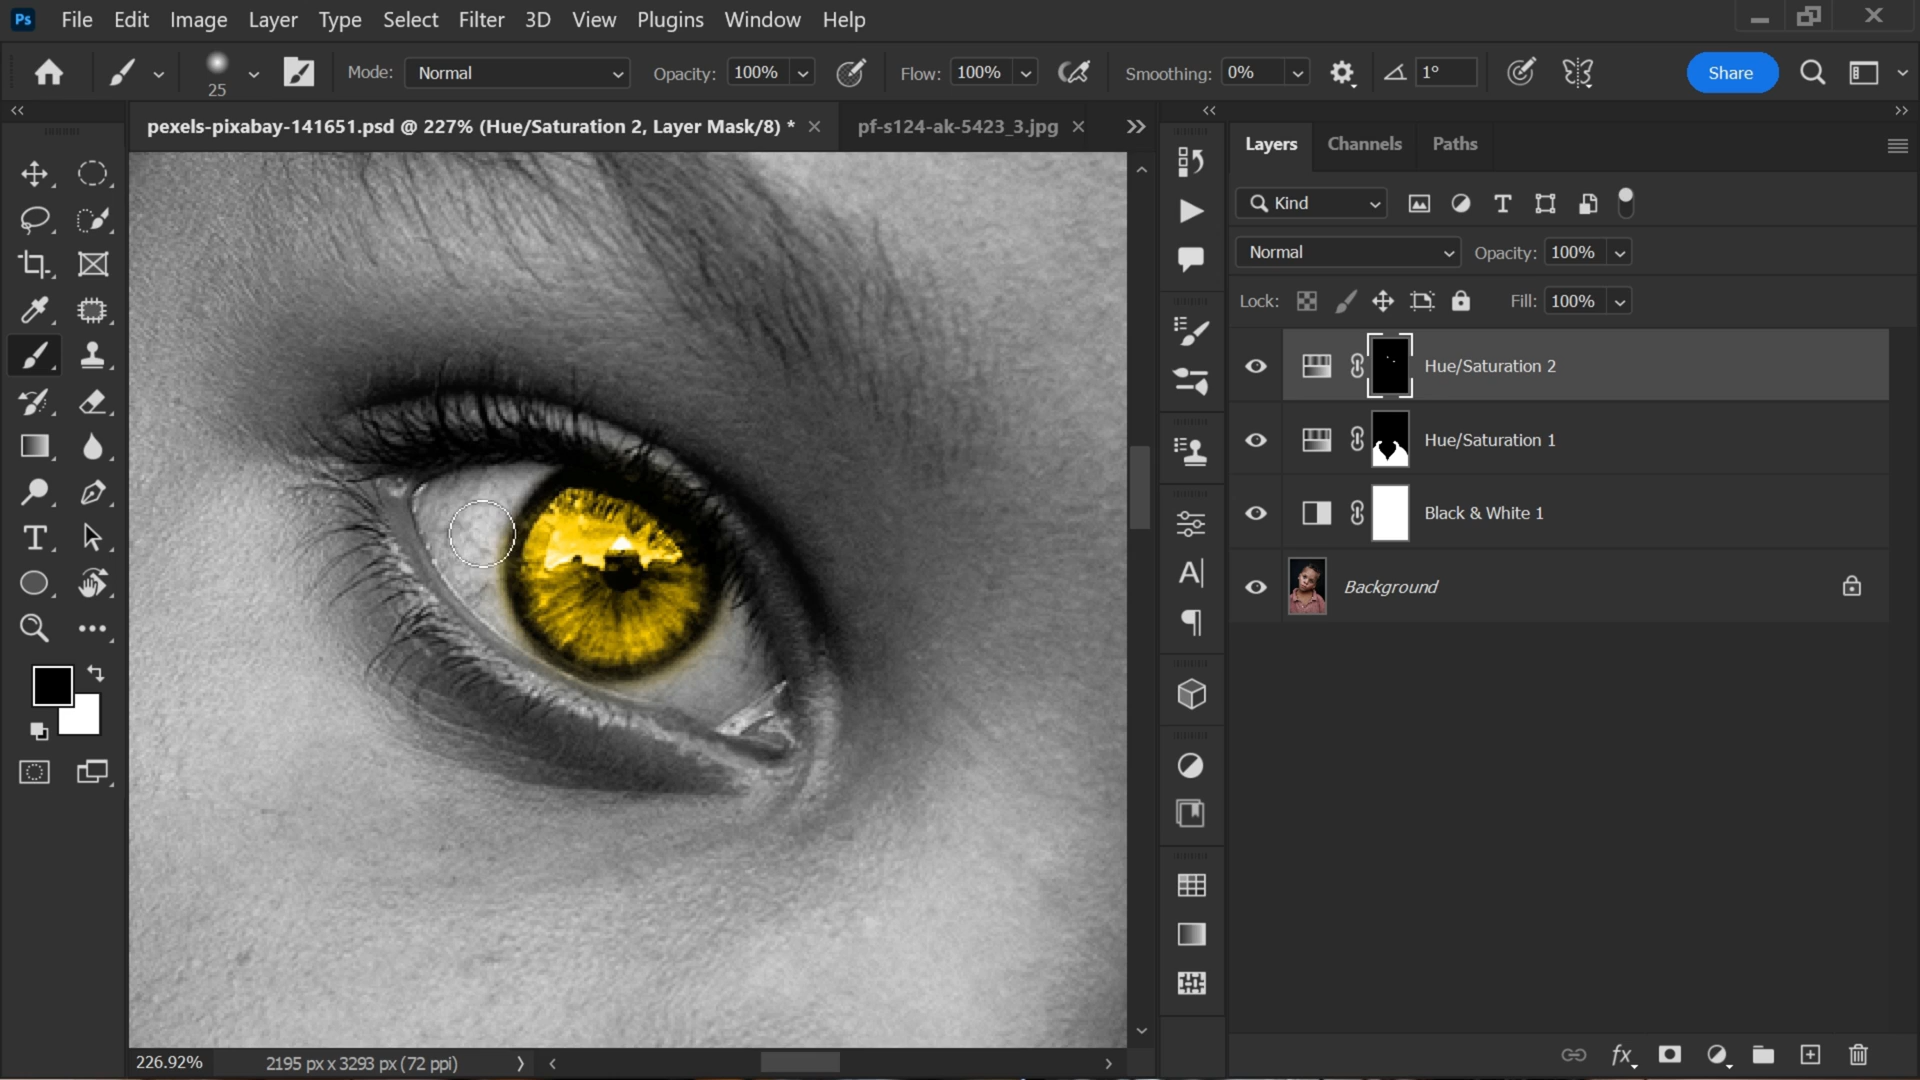 Ps File Edit Image Layer Type Select Filter 3D View Plugins Window Help
25 Mode: Normal Opacity: 100% Flow: 100% Smoothing: 0% 1° Share
pexels-pixabay-141651.psd @ 227% (Hue/Saturation 2, Layer Mask/8) * pf-s124-ak-5423_3.jpg
Layers Channels Paths
Kind
Normal Opacity: 100%
Lock: Fill: 100%
Hue/Saturation 2
Hue/Saturation 1
Black & White 1
Background
226.92% 2195 px x 3293 px (72 ppi)
fx